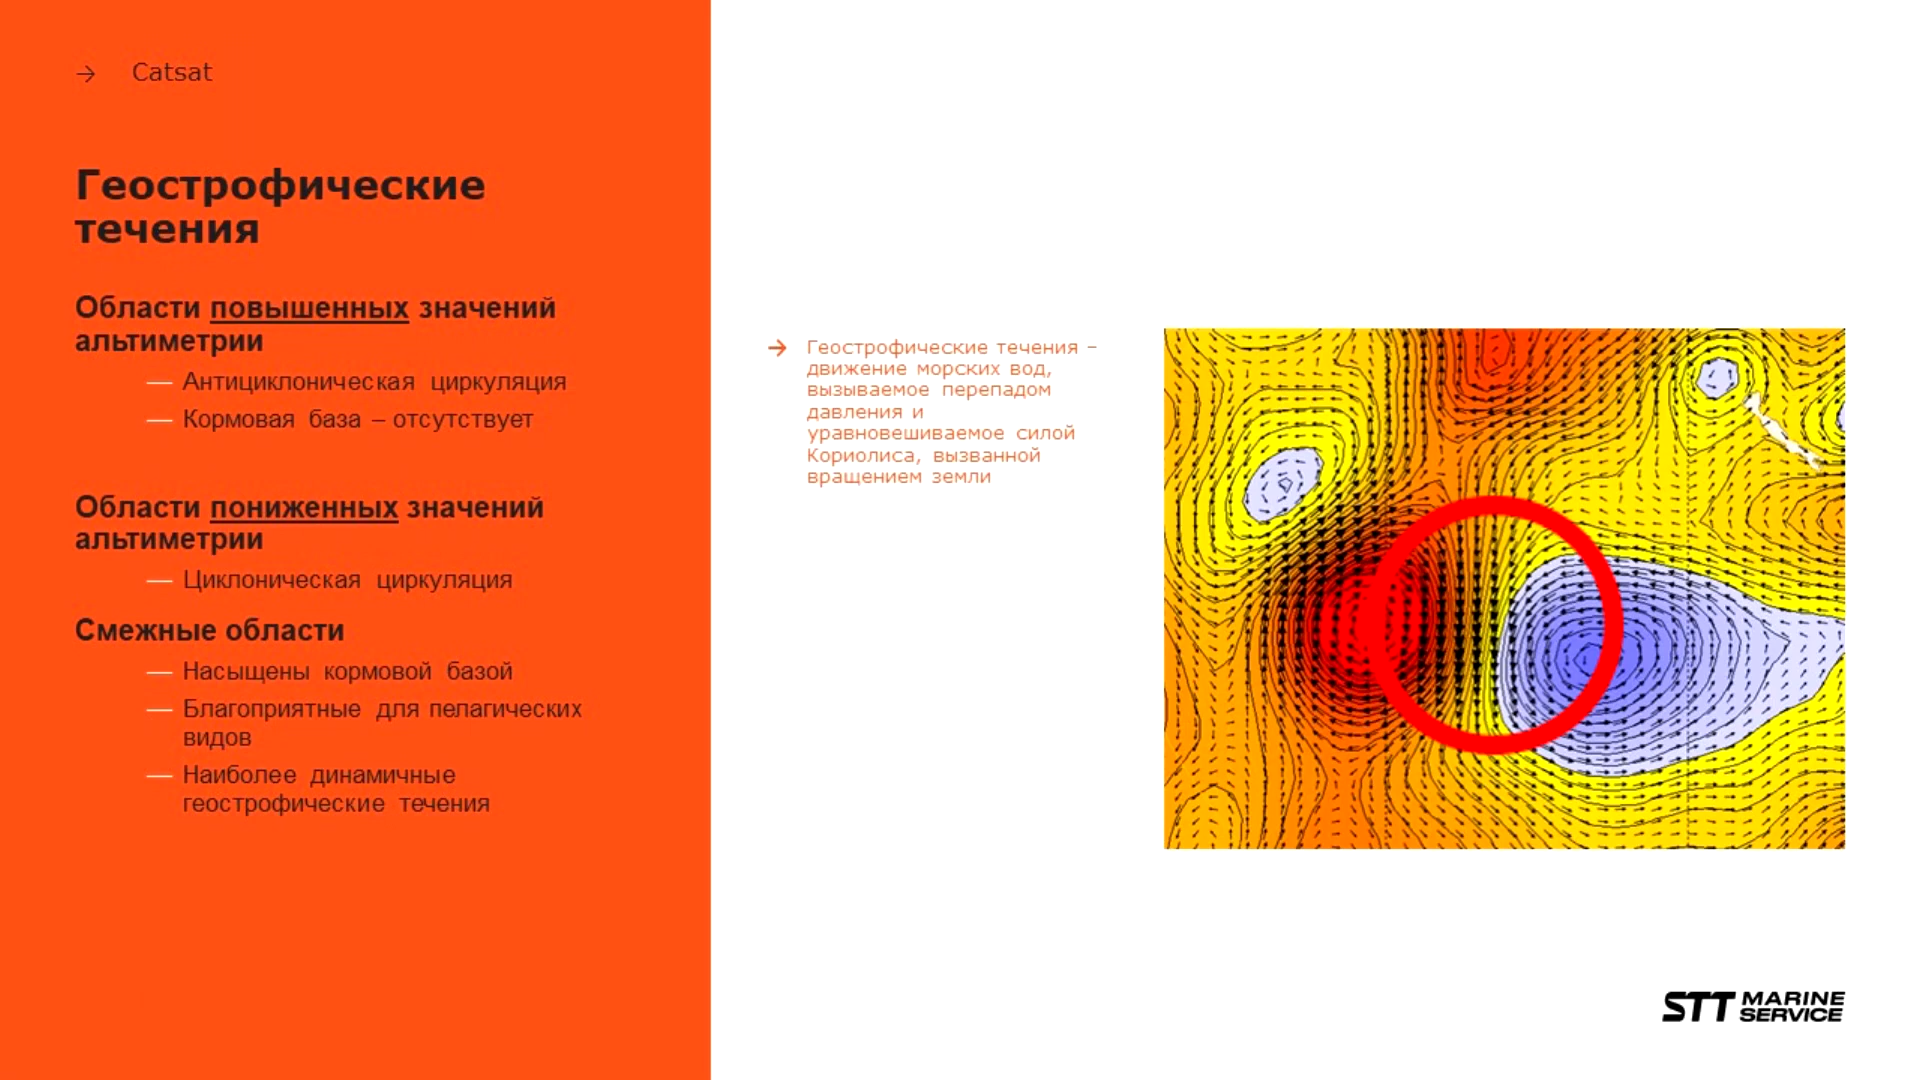 → Catsat
Геострофические
течения
Области повышенных значений
альтиметрии
— Антициклоническая циркуляция
— Кормовая база – отсутствует
Области пониженных значений
альтиметрии
— Циклоническая циркуляция
Смежные области
— Насыщены кормовой базой
— Благоприятные для пелагических
видов
— Наиболее динамичные
геострофические течения
→ Геострофические течения –
движение морских вод,
вызываемое перепадом
давления и
уравновешиваемое силой
Кориолиса, вызванной
вращением земли
STT MARINE
SERVICE